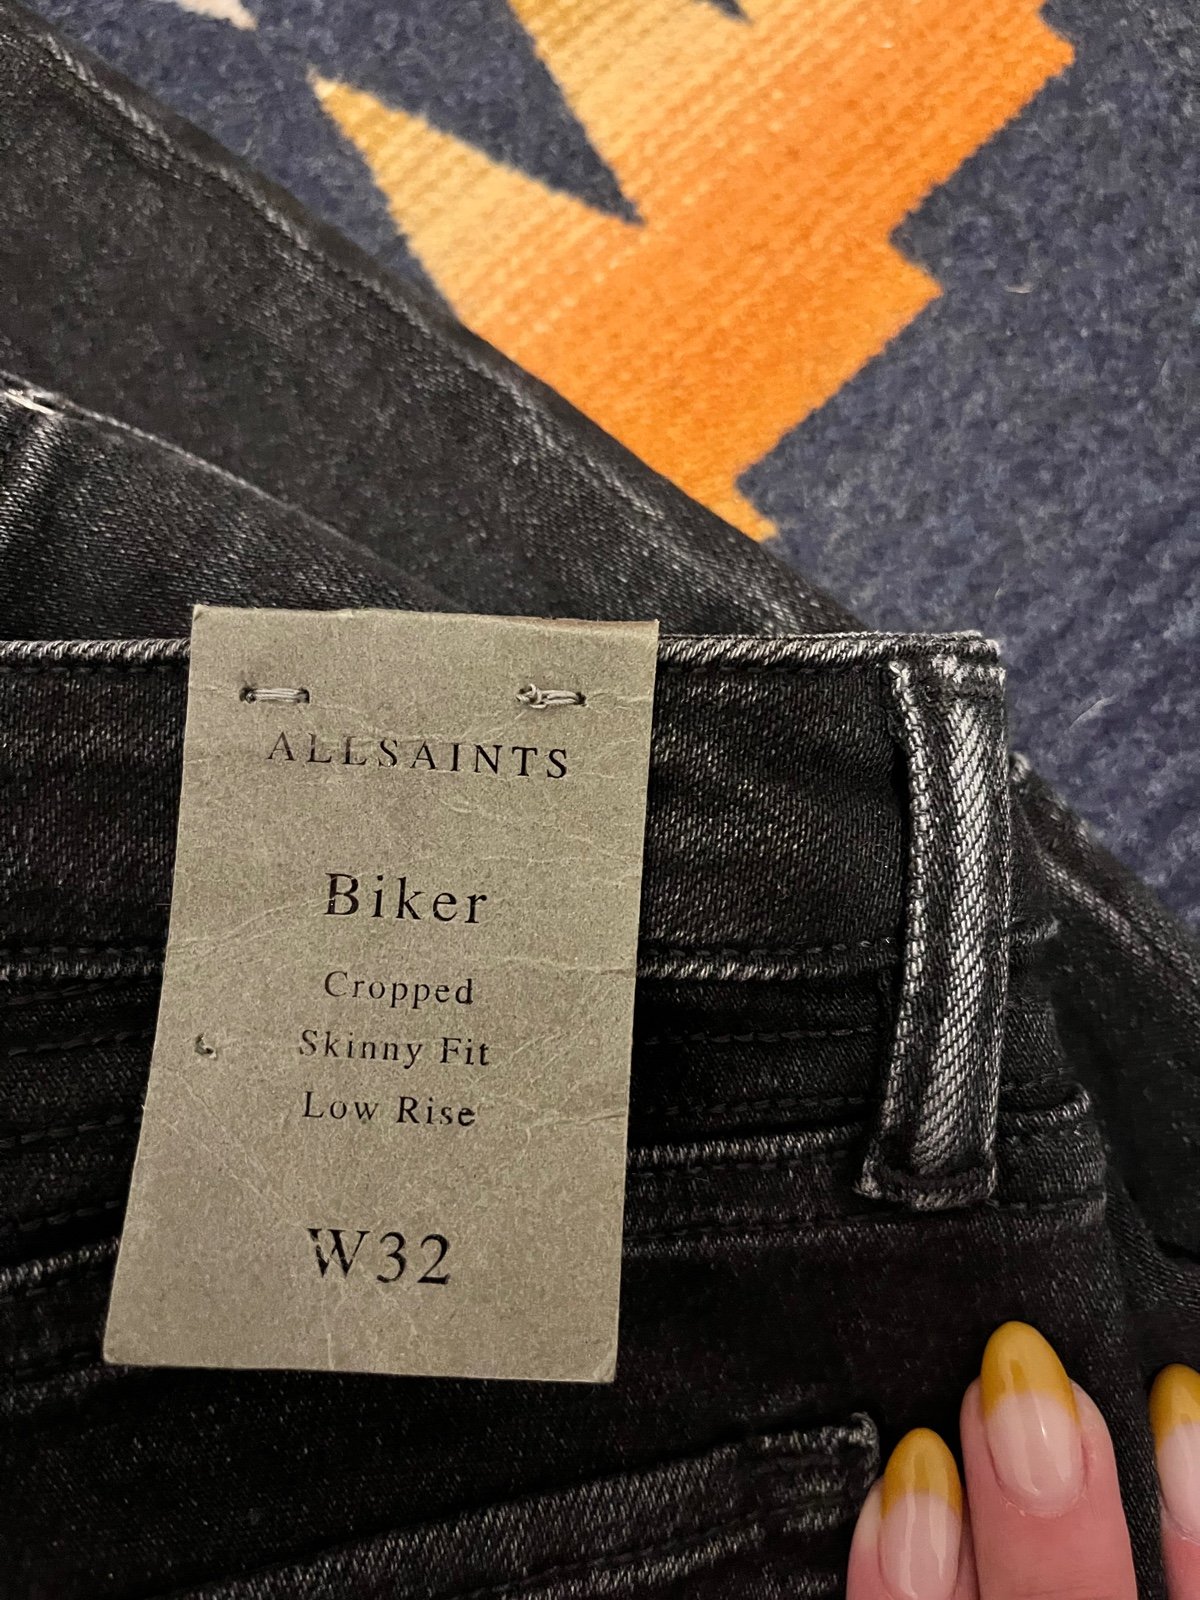 ALLSAINTS
Biker
Cropped
Skinny Fit
Low Rise
W32